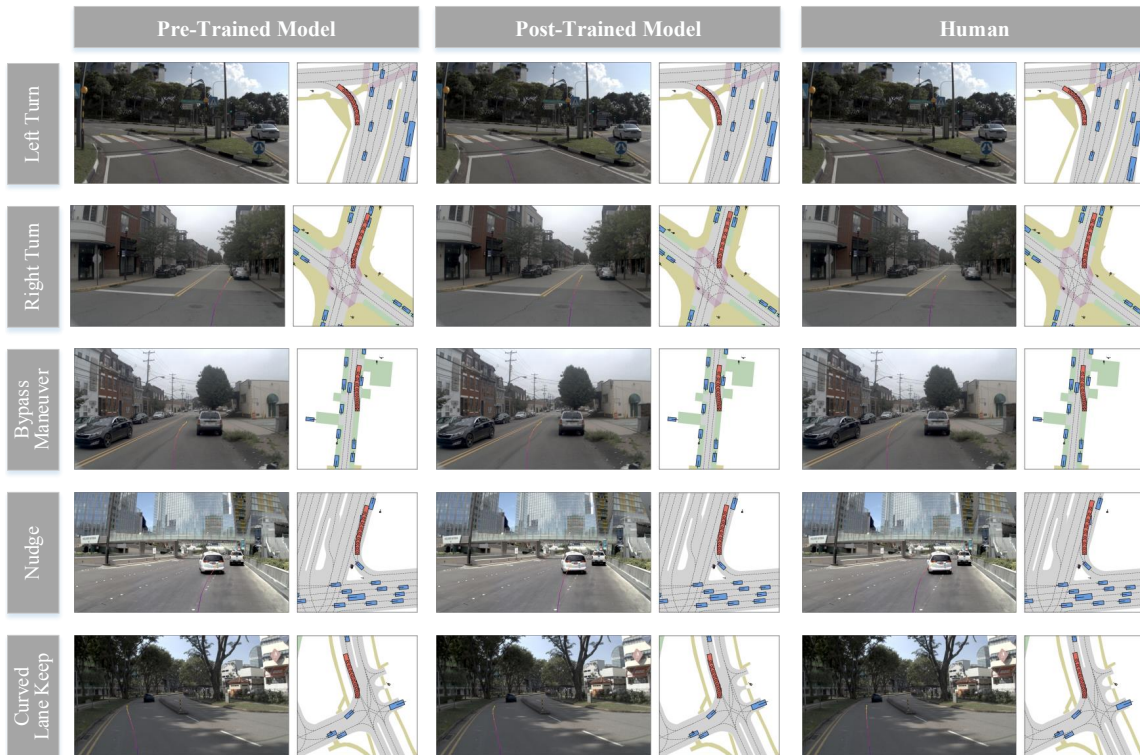 Pre-Trained Model
Post-Trained Model
Human
Left Turn
Right Turn
Bypass
Maneuver
Nudge
Curved
Lane Keep